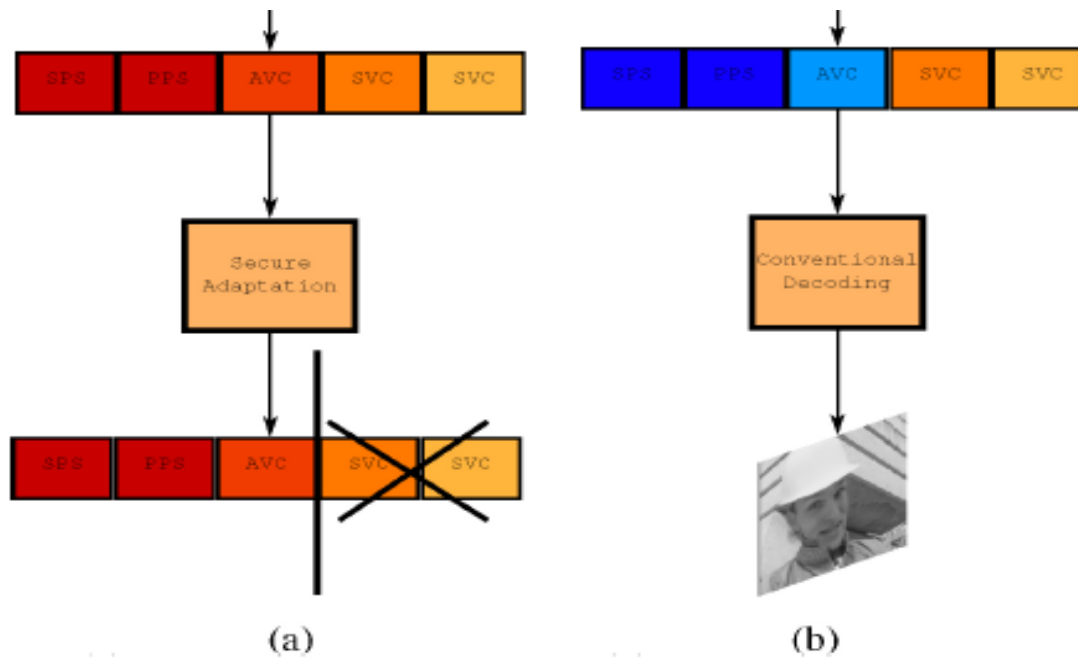 SPS PPS AVC SVC SVC
SPS PPS AVC SVC SVC
Secure
Adaptation
Conventional
Decoding
SPS PPS AVC SVC SVC
(a)
(b)